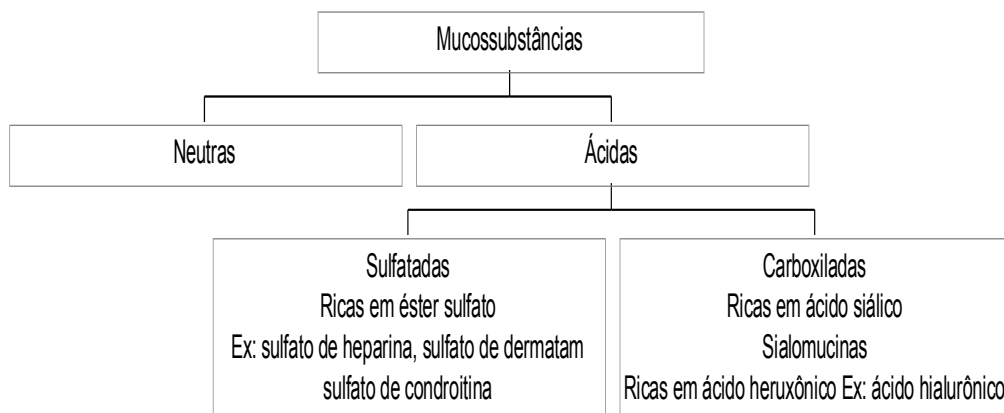 Mucossubstâncias
Neutras
Ácidas
Sulfatadas
Ricas em éster sulfato
Ex: sulfato de heparina, sulfato de dermatam
sulfato de condroitina
Carboxiladas
Ricas em ácido siálico
Sialomucinas
Ricas em ácido heruxônico Ex: ácido hialurônico